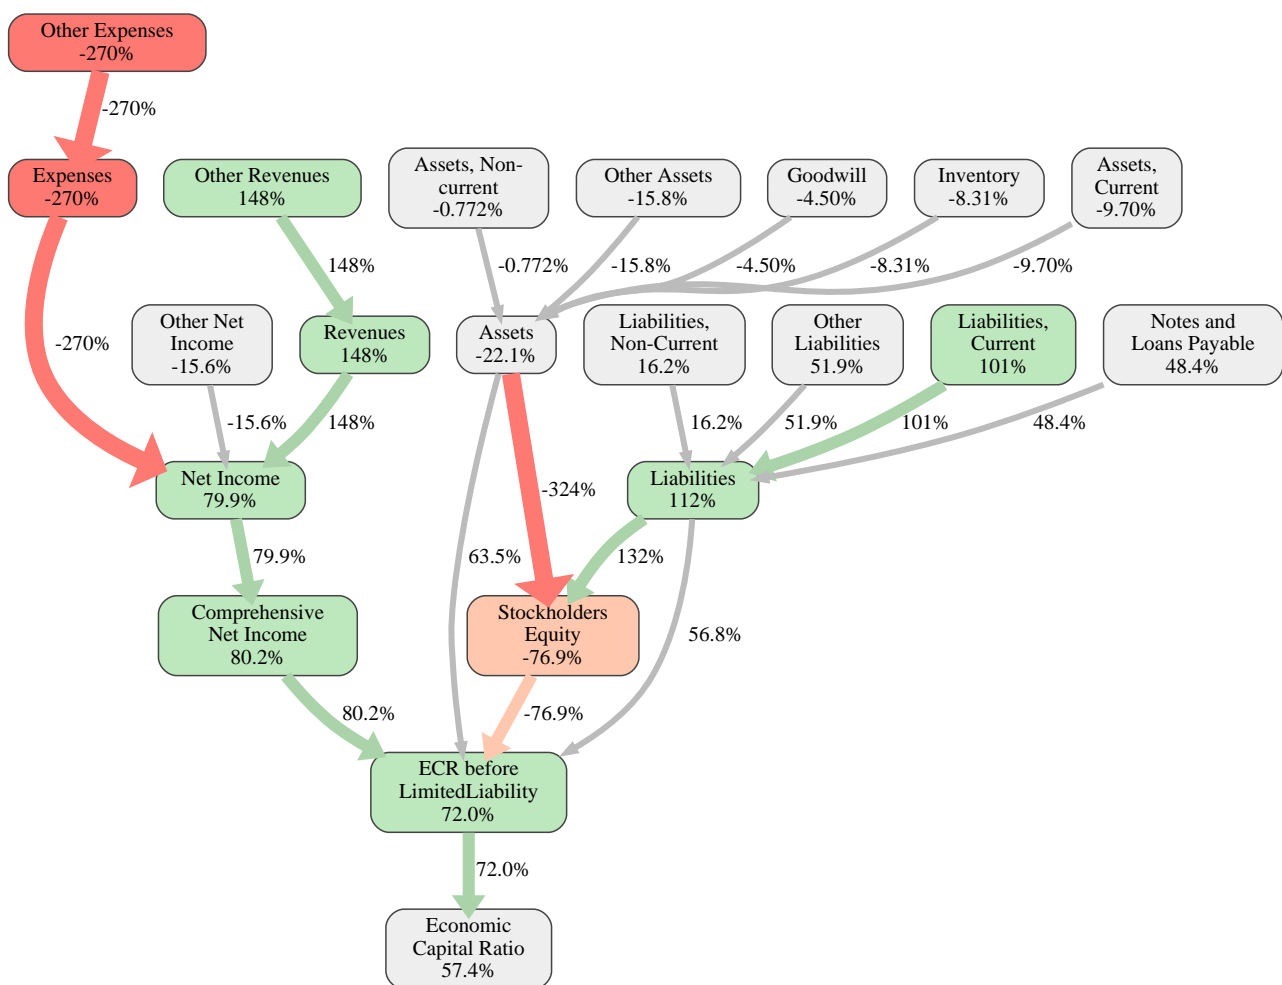 Other Expenses
-270%
-270%
Expenses
-270%
Other Revenues
148%
Assets, Non-
current
-0.772%
Other Assets
-15.8%
Goodwill
-4.50%
Inventory
-8.31%
Assets,
Current
-9.70%
148%
-0.772%
-15.8%
-4.50%
-8.31%
-9.70%
-270%
Other Net
Income
-15.6%
Revenues
148%
Assets
-22.1%
Liabilities,
Non-Current
16.2%
Other
Liabilities
51.9%
Liabilities,
Current
101%
Notes and
Loans Payable
48.4%
-15.6%
148%
16.2%
51.9%
101%
48.4%
Net Income
79.9%
-324%
Liabilities
112%
79.9%
63.5%
132%
Comprehensive
Net Income
80.2%
Stockholders
Equity
-76.9%
56.8%
80.2%
-76.9%
ECR before
LimitedLiability
72.0%
72.0%
Economic
Capital Ratio
57.4%